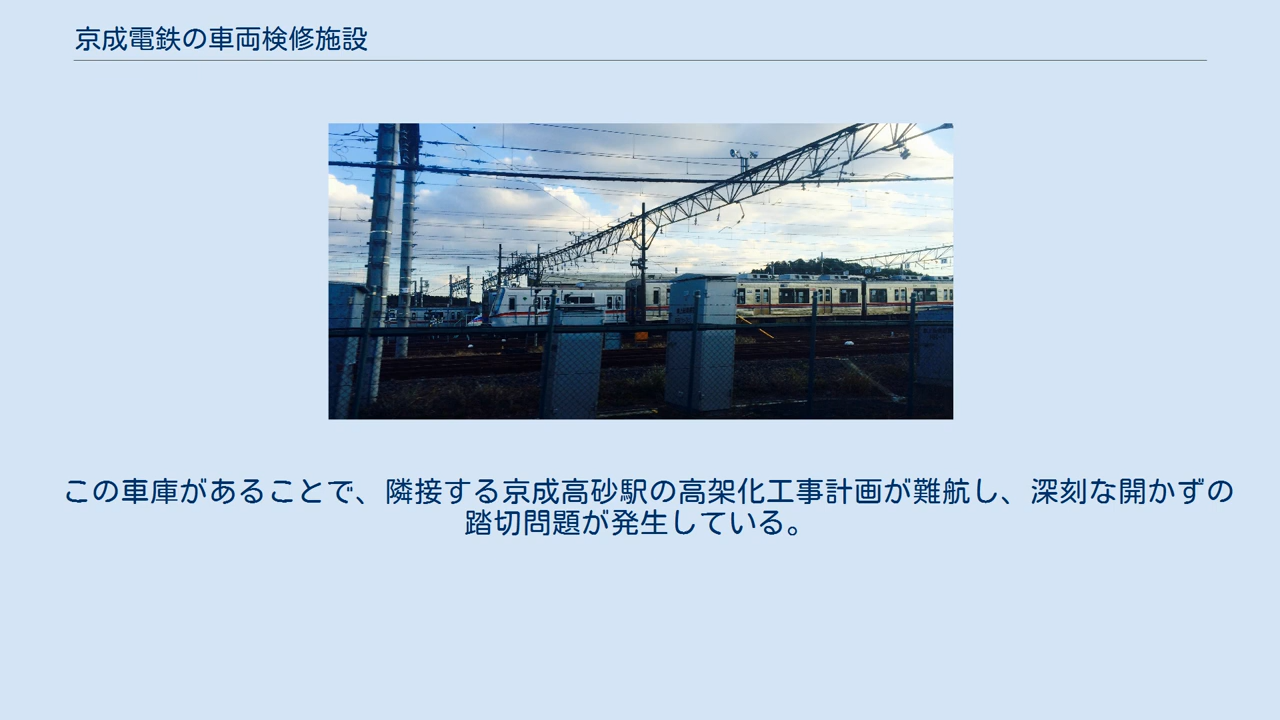 京成電鉄の車両検修施設
この車庫があることで、隣接する京成高砂駅の高架化工事計画が難航し、深刻な開かずの
踏切問題が発生している。